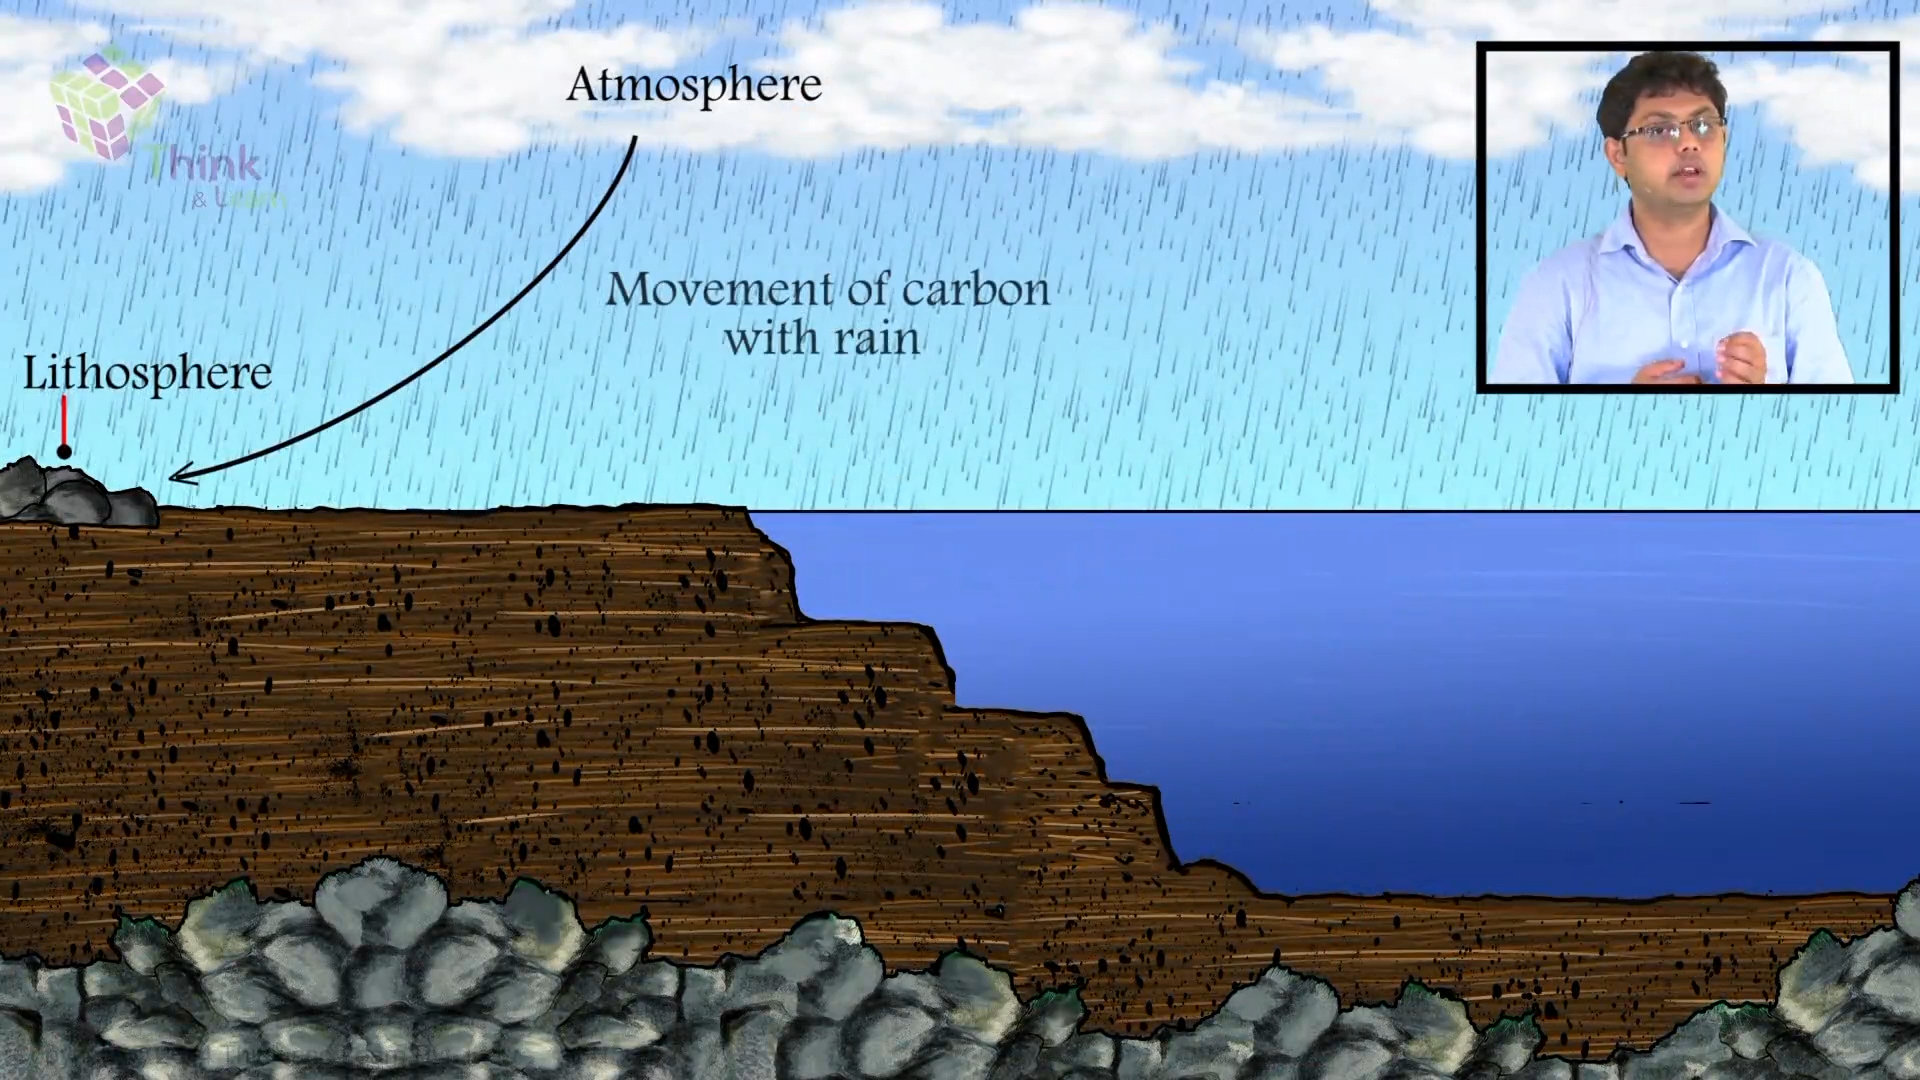 Atmosphere
Think
& Learn
Movement of carbon
with rain
Lithosphere